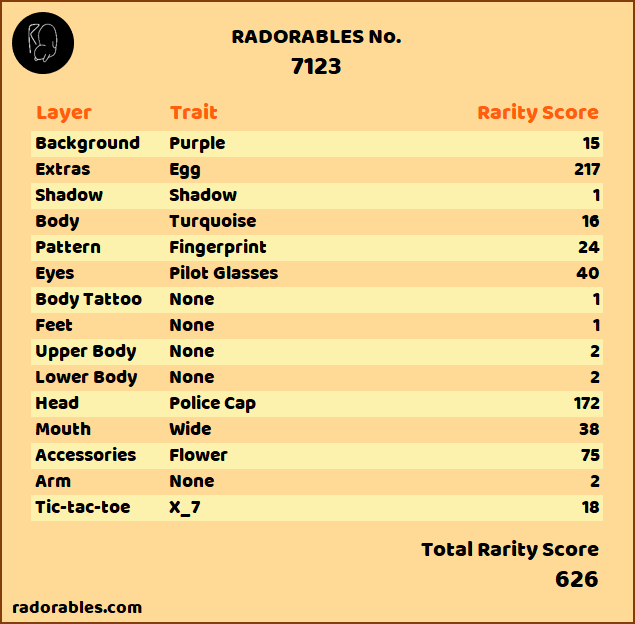 RADORABLES No.
7123
Layer Trait Rarity Score
Background Purple 15
Extras Egg 217
Shadow Shadow 1
Body Turquoise 16
Pattern Fingerprint 24
Eyes Pilot Glasses 40
Body Tattoo None 1
Feet None 1
Upper Body None 2
Lower Body None 2
Head Police Cap 172
Mouth Wide 38
Accessories Flower 75
Arm None 2
Tic-tac-toe X_7 18
Total Rarity Score
626
radorables.com